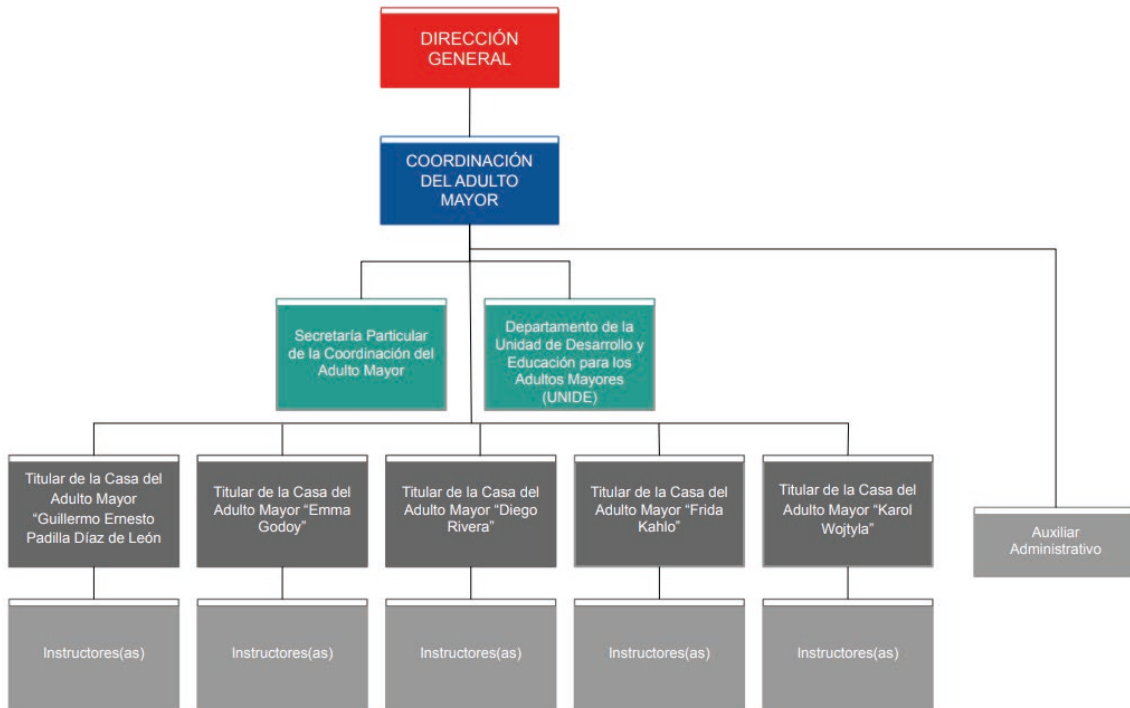 DIRECCIÓN
GENERAL
COORDINACIÓN
DEL ADULTO
MAYOR
Secretaría Particular
de la Coordinación del
Adulto Mayor
Departamento de la
Unidad de Desarrollo y
Educación para los
Adultos Mayores
(UNIDE)
Titular de la Casa del
Adulto Mayor
“Guillermo Ernesto
Padilla Díaz de León
Titular de la Casa del
Adulto Mayor “Emma
Godoy”
Titular de la Casa del
Adulto Mayor “Diego
Rivera”
Titular de la Casa del
Adulto Mayor “Frida
Kahlo”
Titular de la Casa del
Adulto Mayor “Karol
Wojtyla”
Auxiliar
Administrativo
Instructores(as)
Instructores(as)
Instructores(as)
Instructores(as)
Instructores(as)